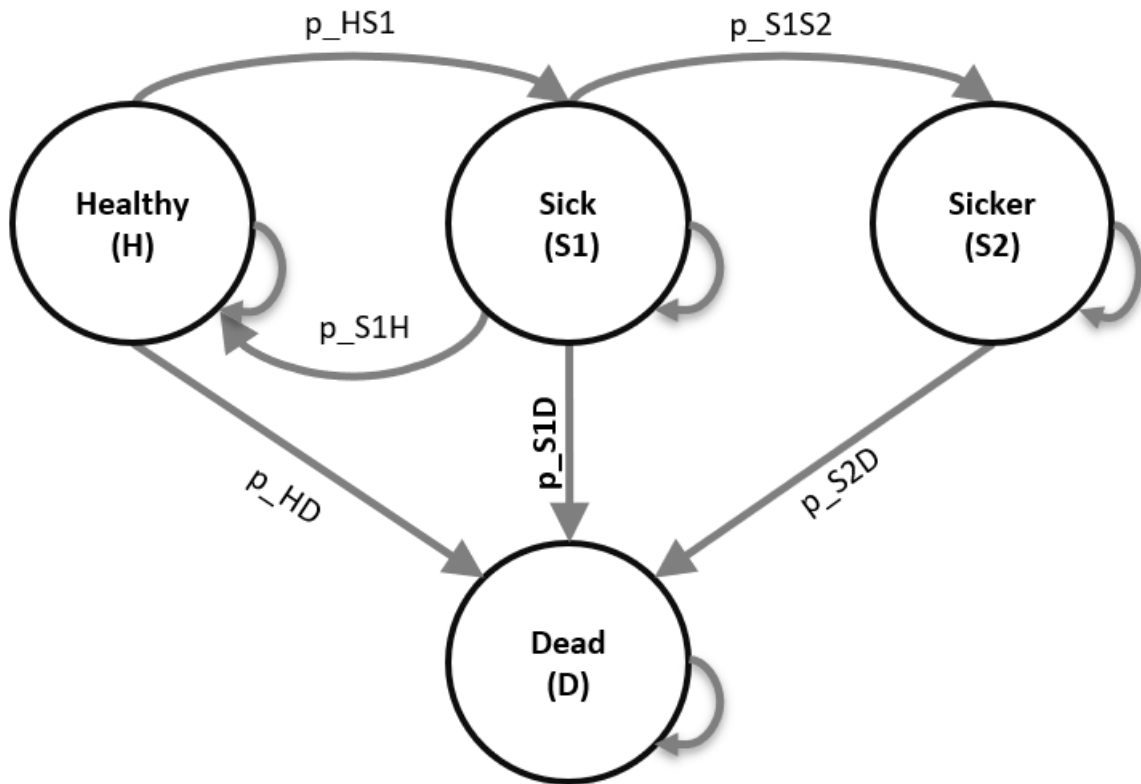 p_HS1
p_S1S2
Healthy
(H)
Sick
(S1)
Sicker
(S2)
p_S1H
p_HD
p_S1D
p_S2D
Dead
(D)